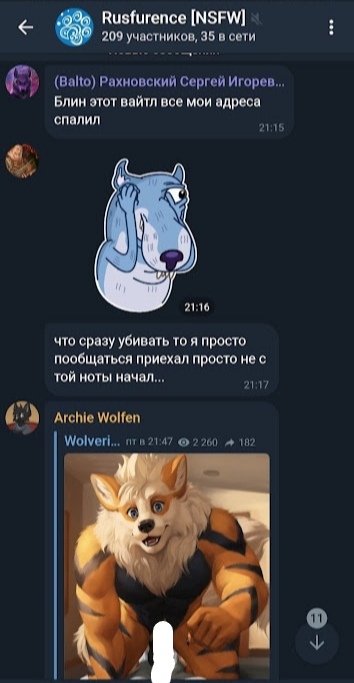 Rusfurence [NSFW]
209 участников, 35 в сети
(Balto) Рахновский Сергей Игорев...
Блин этот вайтл все мои адреса
спалил
21:15
21:16
что сразу убивать то я просто
пообщаться приехал просто не с
той ноты начал...
21:17
Archie Wolfen
Wolveri... пт в 21:47 2 260 182
11